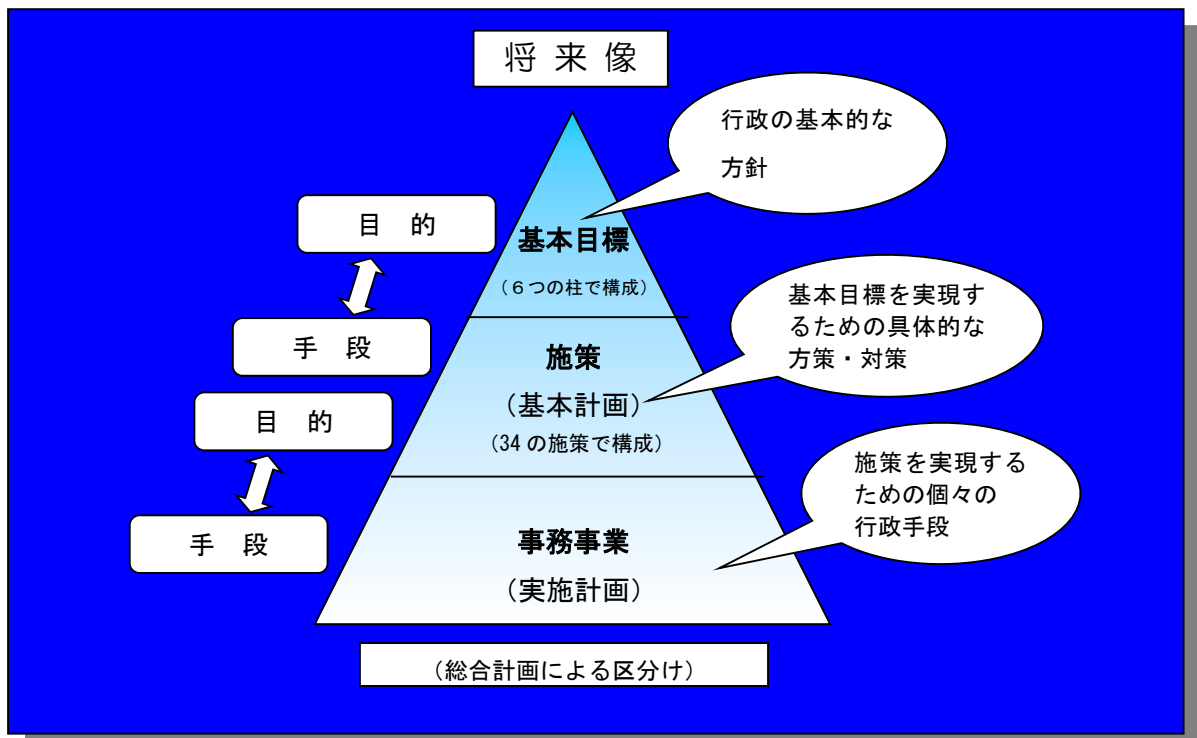 将 来 像
行政の基本的な
方針
目 的
基本目標
（６つの柱で構成）
手 段
基本目標を実現す
るための具体的な
方策・対策
施策
（基本計画）
（34 の施策で構成）
目 的
手 段
施策を実現する
ための個々の
行政手段
事務事業
（実施計画）
（総合計画による区分け）